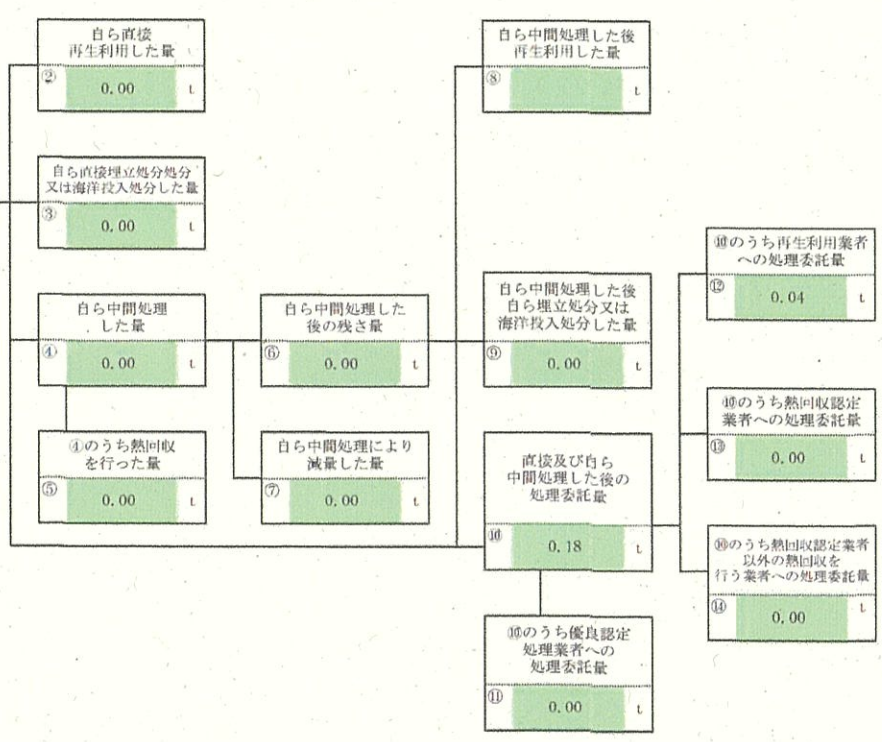 自ら直接
再生利用した量
② 0.00 t
自ら直接埋立処分処分
又は海洋投入処分した量
③ 0.00 t
自ら中間処理
した量
④ 0.00 t
④のうち熱回収
を行った量
⑤ 0.00 t
自ら中間処理した
後の残さ量
⑥ 0.00 t
自ら中間処理により
減量した量
⑦ 0.00 t
自ら中間処理した後
再生利用した量
⑧ t
自ら中間処理した後
自ら埋立処分又は
海洋投入処分した量
⑨ 0.00 t
直接及び自ら
中間処理した後の
処理委託量
⑩ 0.18 t
⑩のうち優良認定
処理業者への
処理委託量
⑪ 0.00 t
⑩のうち再生利用業者
への処理委託量
⑫ 0.04 t
⑩のうち熱回収認定
業者への処理委託量
⑬ 0.00 t
⑩のうち熱回収認定業者
以外の熱回収を
行う業者への処理委託量
⑭ 0.00 t